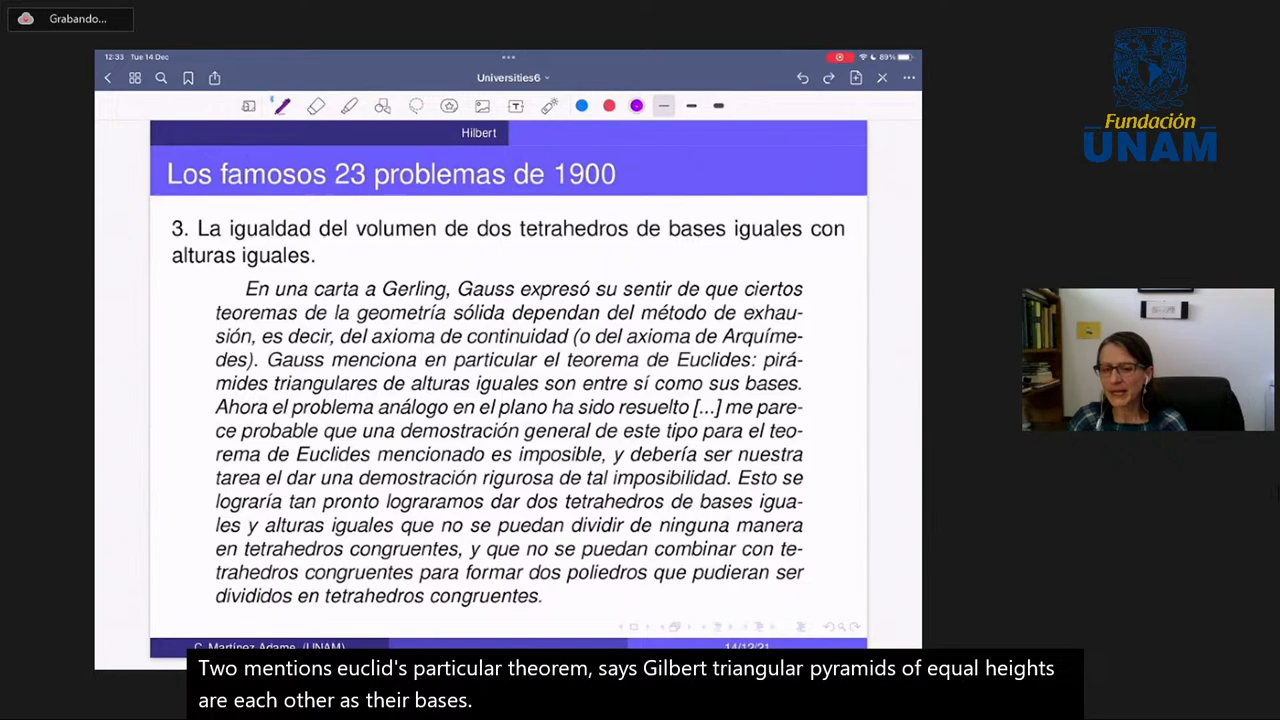 Grabando...
12:33 Tue 14 Dec
89%
Universities6
Fundación
UNAM
Hilbert
Los famosos 23 problemas de 1900
3. La igualdad del volumen de dos tetrahedros de bases iguales con
alturas iguales.
En una carta a Gerling, Gauss expresó su sentir de que ciertos
teoremas de la geometría sólida dependan del método de exhau-
sión, es decir, del axioma de continuidad (o del axioma de Arquíme-
des). Gauss menciona en particular el teorema de Euclides: pirá-
mides triangulares de alturas iguales son entre sí como sus bases.
Ahora el problema análogo en el plano ha sido resuelto [...] me pare-
ce probable que una demostración general de este tipo para el teo-
rema de Euclides mencionado es imposible, y debería ser nuestra
tarea el dar una demostración rigurosa de tal imposibilidad. Esto se
lograría tan pronto lograramos dar dos tetrahedros de bases igua-
les y alturas iguales que no se puedan dividir de ninguna manera
en tetrahedros congruentes, y que no se puedan combinar con te-
trahedros congruentes para formar dos poliedros que pudieran ser
divididos en tetrahedros congruentes.
C. Martínez Adame (UNAM)
14/12/21
Two mentions euclid's particular theorem, says Gilbert triangular pyramids of equal heights
are each other as their bases.